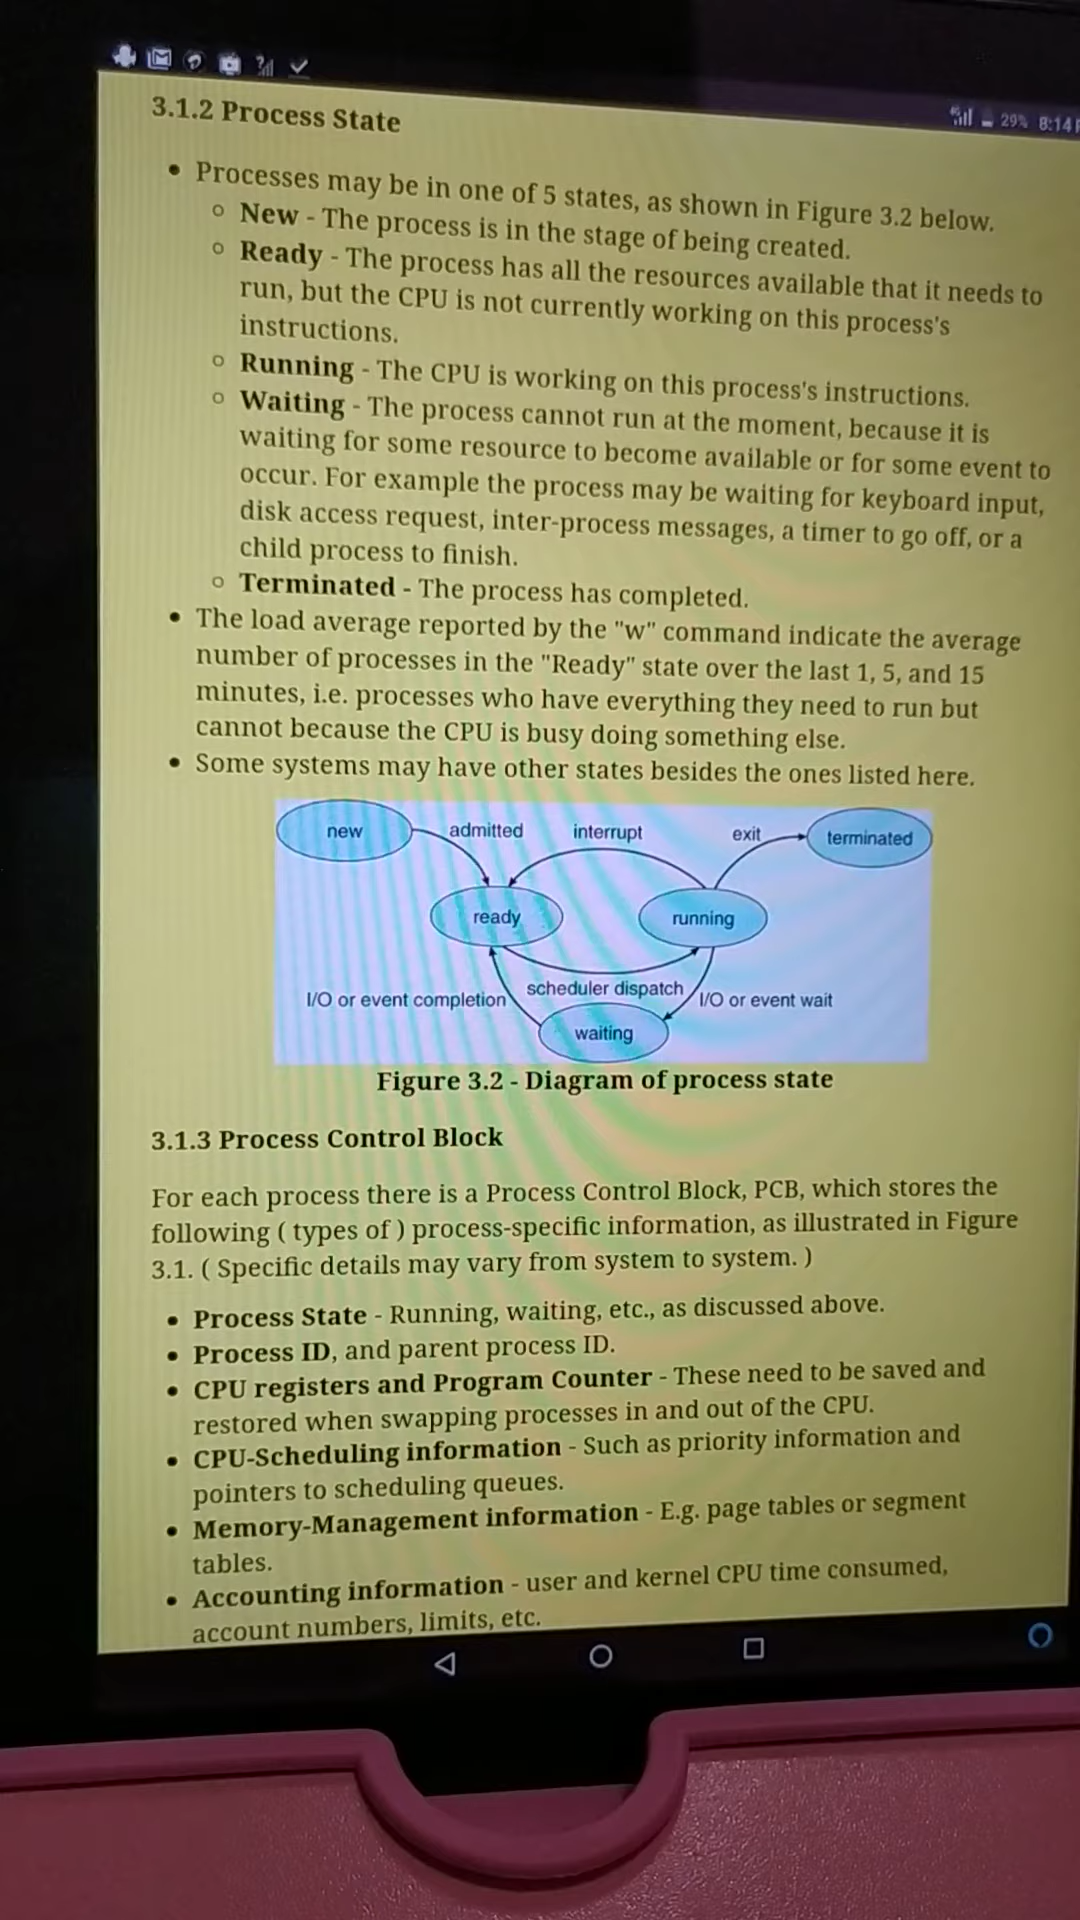 29% 8:14
3.1.2 Process State
• Processes may be in one of 5 states, as shown in Figure 3.2 below.
○ New - The process is in the stage of being created.
○ Ready - The process has all the resources available that it needs to
run, but the CPU is not currently working on this process's
instructions.
○ Running - The CPU is working on this process's instructions.
○ Waiting - The process cannot run at the moment, because it is
waiting for some resource to become available or for some event to
occur. For example the process may be waiting for keyboard input,
disk access request, inter-process messages, a timer to go off, or a
child process to finish.
○ Terminated - The process has completed.
• The load average reported by the "w" command indicate the average
number of processes in the "Ready" state over the last 1, 5, and 15
minutes, i.e. processes who have everything they need to run but
cannot because the CPU is busy doing something else.
• Some systems may have other states besides the ones listed here.
new admitted interrupt exit terminated
ready running
scheduler dispatch
I/O or event completion I/O or event wait
waiting
Figure 3.2 - Diagram of process state
3.1.3 Process Control Block
For each process there is a Process Control Block, PCB, which stores the
following ( types of ) process-specific information, as illustrated in Figure
3.1. ( Specific details may vary from system to system. )
• Process State - Running, waiting, etc., as discussed above.
• Process ID, and parent process ID.
• CPU registers and Program Counter - These need to be saved and
restored when swapping processes in and out of the CPU.
• CPU-Scheduling information - Such as priority information and
pointers to scheduling queues.
• Memory-Management information - E.g. page tables or segment
tables.
• Accounting information - user and kernel CPU time consumed,
account numbers, limits, etc.